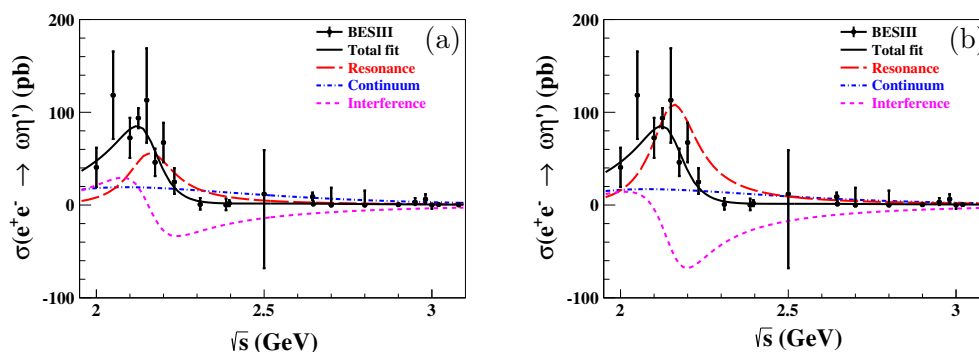 σ(e⁺e⁻ → ωη') (pb)
200
100
0
-100
(a)
BESIII
Total fit
Resonance
Continuum
Interference
2
2.5
3
√s (GeV)
σ(e⁺e⁻ → ωη') (pb)
200
100
0
-100
(b)
BESIII
Total fit
Resonance
Continuum
Interference
2
2.5
3
√s (GeV)